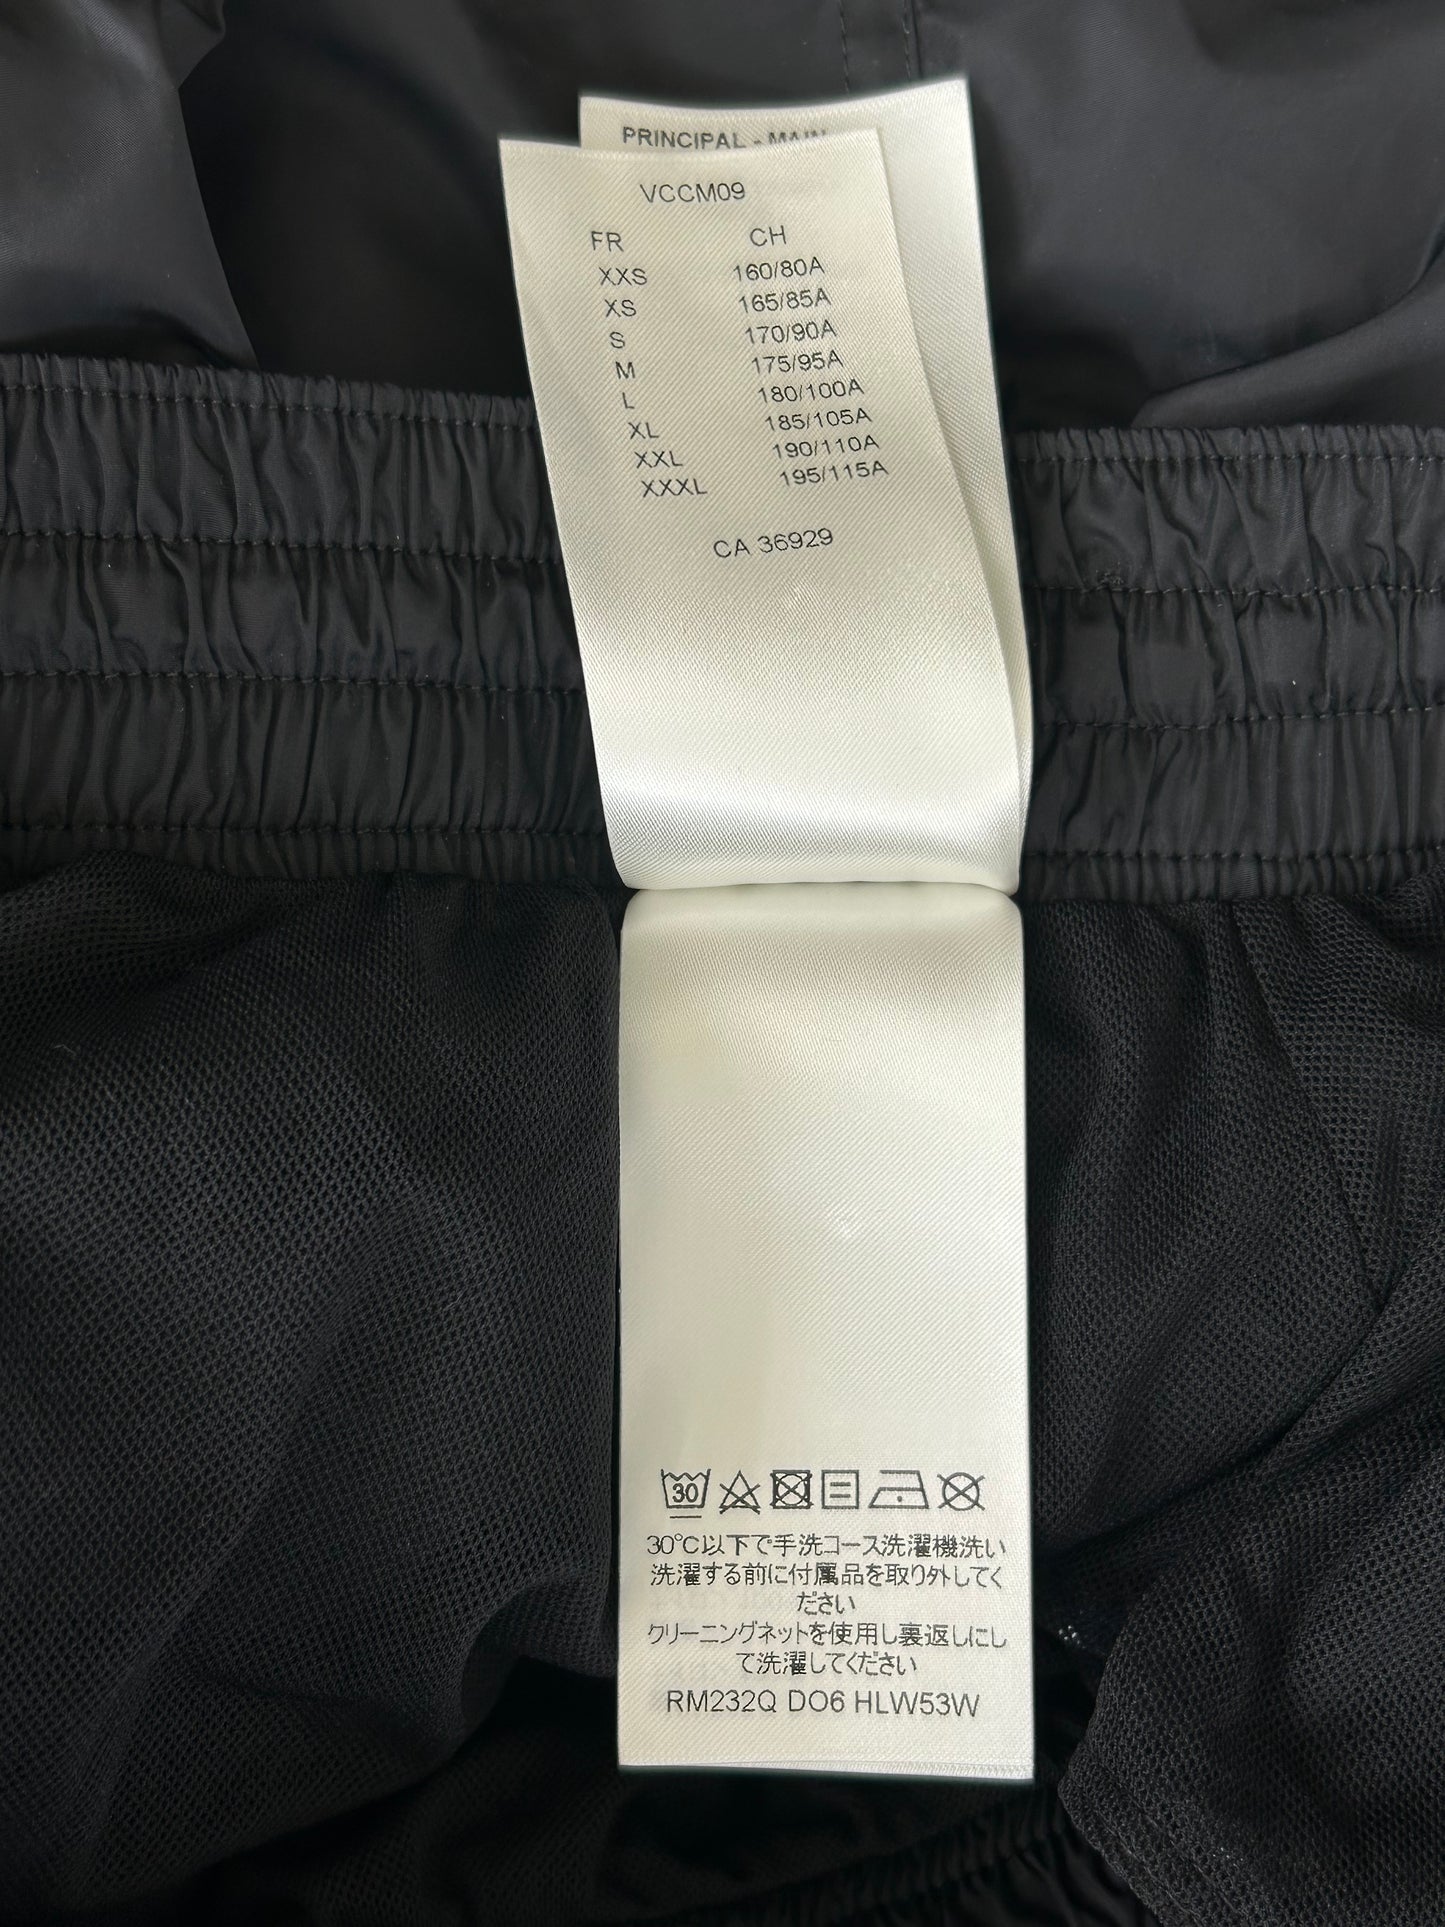 PRINCIPAL - MAIN
VCCM09
FR CH
XXS 160/80A
XS 165/85A
S 170/90A
M 175/95A
L 180/100A
XL 185/105A
XXL 190/110A
XXXL 195/115A
CA 36929
30
30°C以下で手洗コース洗濯機洗い
洗濯する前に付属品を取り外してく
ださい
クリーニングネットを使用し裏返しにし
て洗濯してください
RM232Q DO6 HLW53W